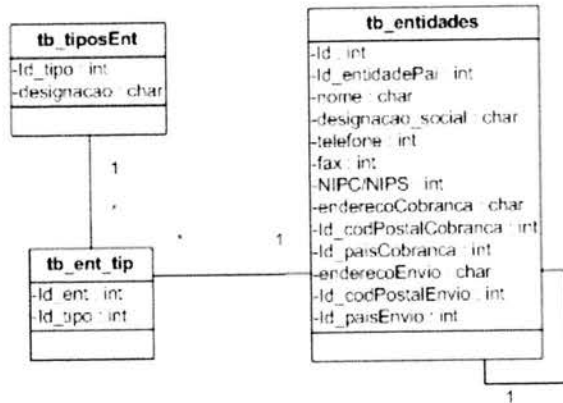 tb_tiposEnt
-Id_tipo : int
-designacao : char
1
*
tb_ent_tip
-Id_ent : int
-Id_tipo : int
*
1
tb_entidades
-Id : int
-Id_entidadePai : int
-nome : char
-designacao_social : char
-telefone : int
-fax : int
-NIPC/NIPS : int
-enderecoCobranca : char
-Id_codPostalCobranca : int
-Id_paisCobranca : int
-enderecoEnvio : char
-Id_codPostalEnvio : int
-Id_paisEnvio : int
1